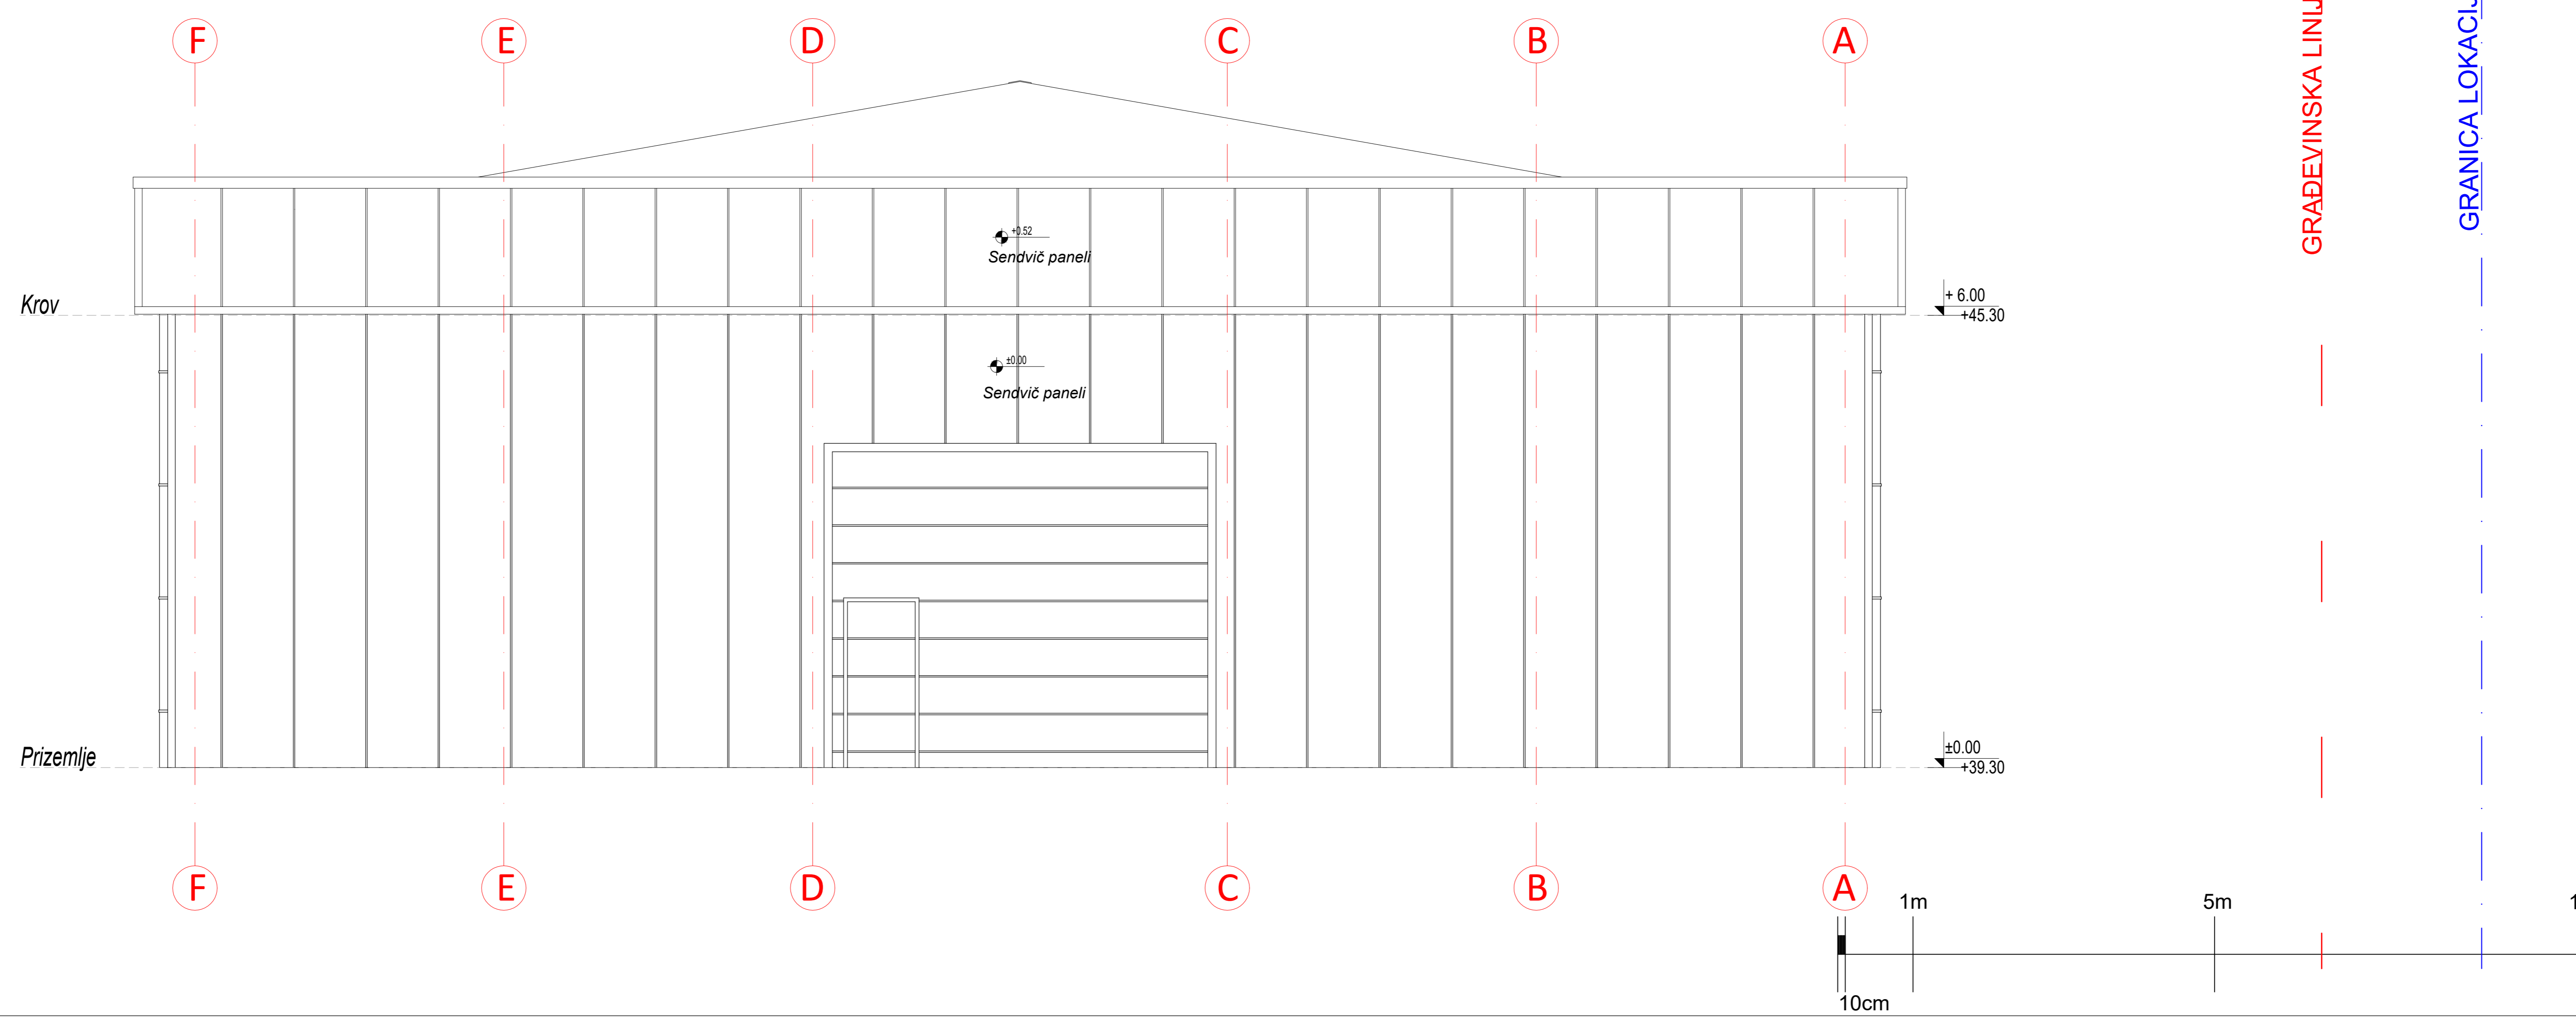 F E D C B A
GRAĐEVINSKA LINIJ
GRANICA LOKACIJ
+0.52
Sendvič paneli
Krov
+ 6.00
+45.30
±0.00
Sendvič paneli
Prizemlje
±0.00
+39.30
F E D C B A
1m 5m 1
10cm